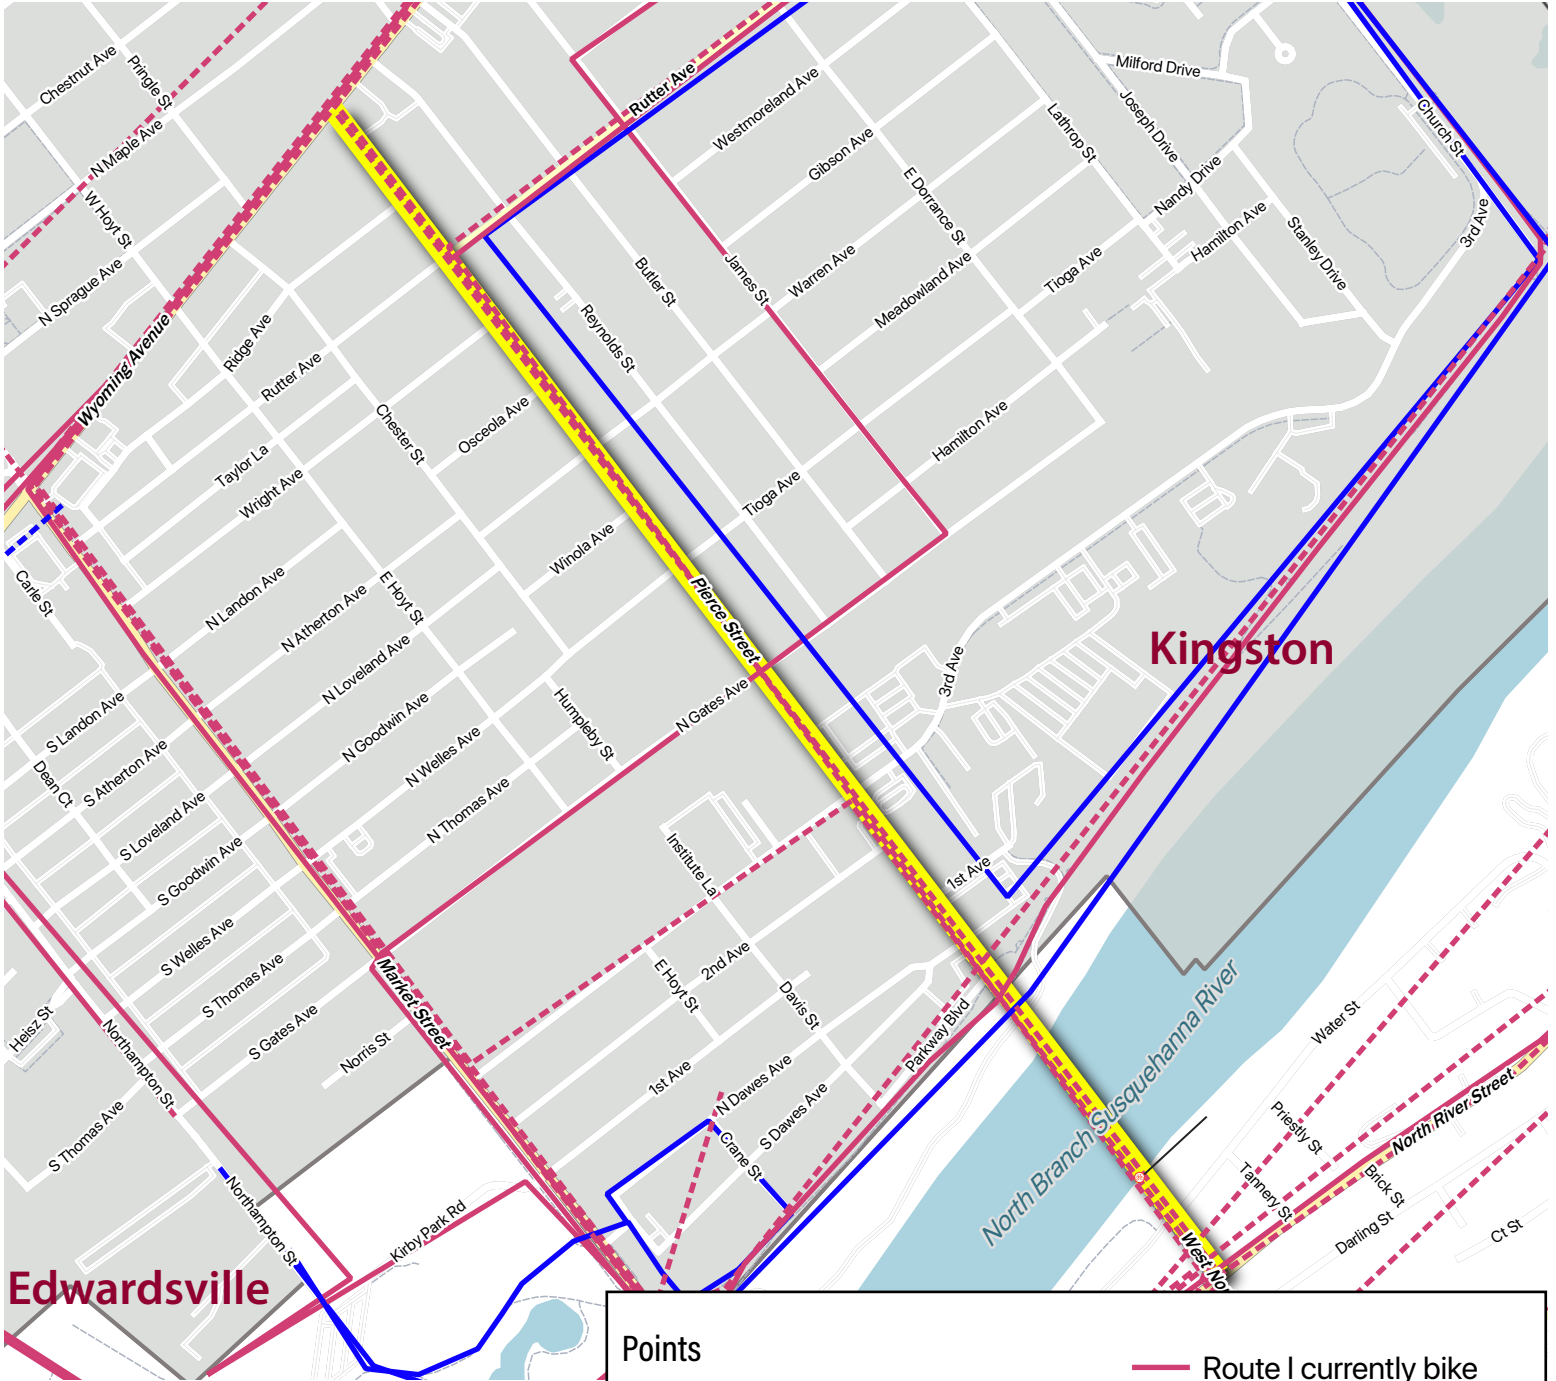 Chestnut Ave
Pringle St
N Maple Ave
W Hoyt St
N Sprague Ave
Rutter Ave
Westmoreland Ave
Gibson Ave
E Dorrance St
Lathrop St
Milford Drive
Joseph Drive
Nandy Drive
Hamilton Ave
Stanley Drive
Church St
3rd Ave
Wyoming Avenue
Ridge Ave
Rutter Ave
Taylor La
Wright Ave
Chester St
Osceola Ave
Reynolds St
Butler St
James St
Warren Ave
Meadowland Ave
Tioga Ave
Hamilton Ave
Tioga Ave
Winola Ave
Carle St
N Landon Ave
N Atherton Ave
E Hoyt St
N Loveland Ave
N Goodwin Ave
N Welles Ave
N Thomas Ave
Humpleby St
N Gates Ave
Pierce Street
3rd Ave
Kingston
S Landon Ave
Dean Ct
S Atherton Ave
S Loveland Ave
S Goodwin Ave
S Welles Ave
S Thomas Ave
S Gates Ave
Norris St
Market Street
Institute La
2nd Ave
E Hoyt St
Davis St
1st Ave
1st Ave
Parkway Blvd
N Dawes Ave
S Dawes Ave
Crane St
Heisz St
Northampton St
S Thomas Ave
Northampton St
Kirby Park Rd
Edwardsville
North Branch Susquehanna River
Water St
Priestly St
North River Street
Tannery St
Brick St
Darling St
Ct St
West No
Points
Route I currently bike